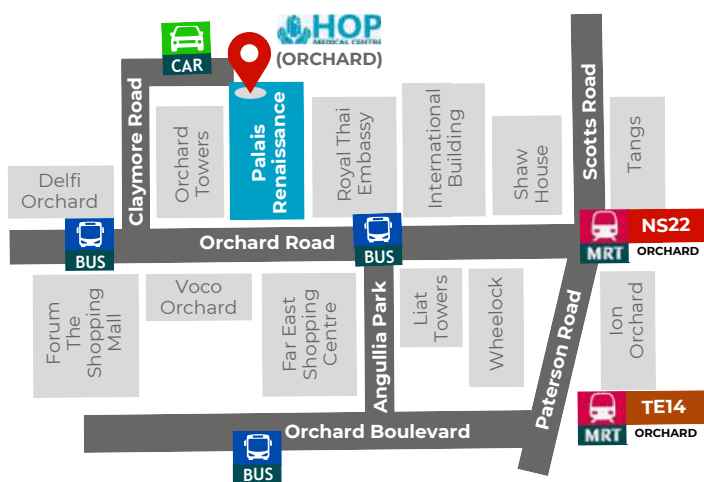 HOP
MEDICAL CENTRE
(ORCHARD)
CAR
Claymore Road
Scotts Road
Delfi
Orchard
Orchard
Towers
Palais
Renaissance
Royal Thai
Embassy
International
Building
Shaw
House
Tangs
BUS
Orchard Road
BUS
MRT
NS22
ORCHARD
Forum
The
Shopping
Mall
Voco
Orchard
Far East
Shopping
Centre
Angullia Park
Liat
Towers
Wheelock
Paterson Road
Ion
Orchard
MRT
TE14
ORCHARD
Orchard Boulevard
BUS